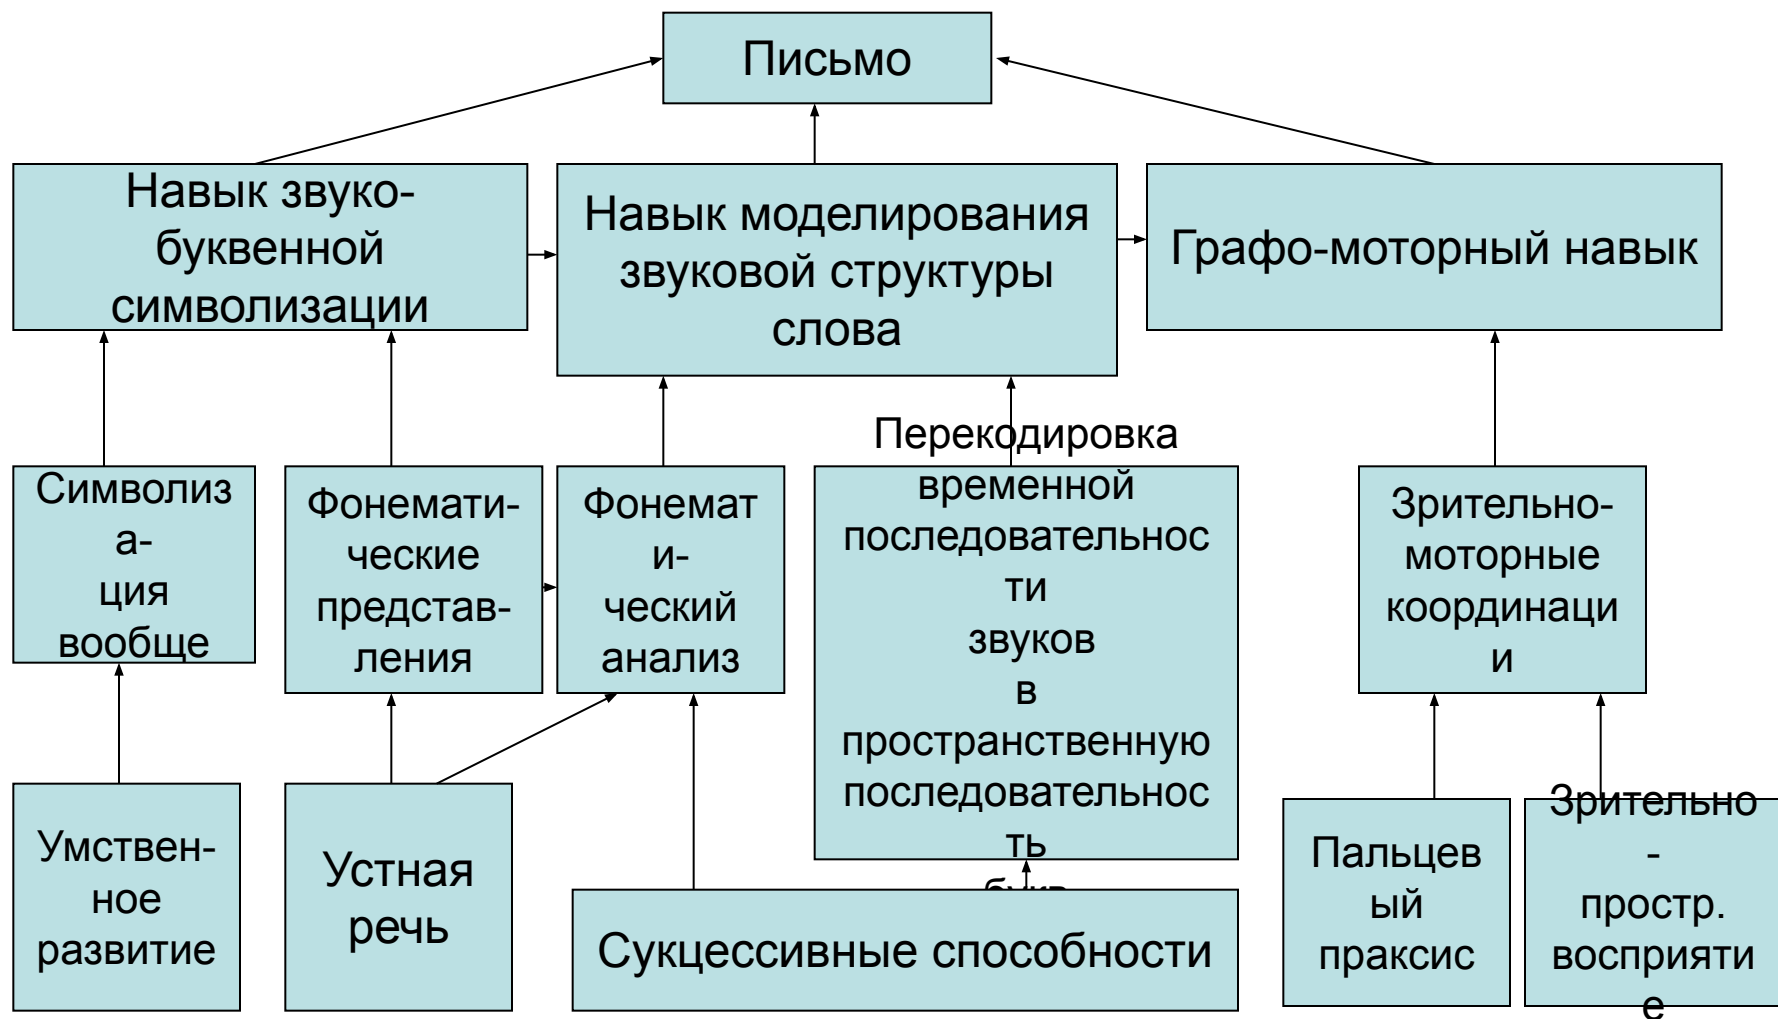 Письмо
Навык звуко-
буквенной
символизации
Навык моделирования
звуковой структуры
слова
Графо-моторный навык
Символиз
а-
ция
вообще
Фонемати-
ческие
представ-
ления
Фонемат
и-
ческий
анализ
Перекодировка
временной
последовательнос
ти
звуков
в
пространственную
последовательнос
ть
букв
Зрительно-
моторные
координаци
и
Умствен-
ное
развитие
Устная
речь
Сукцессивные способности
Пальцев
ый
праксис
Зрительно
-
простр.
восприяти
е